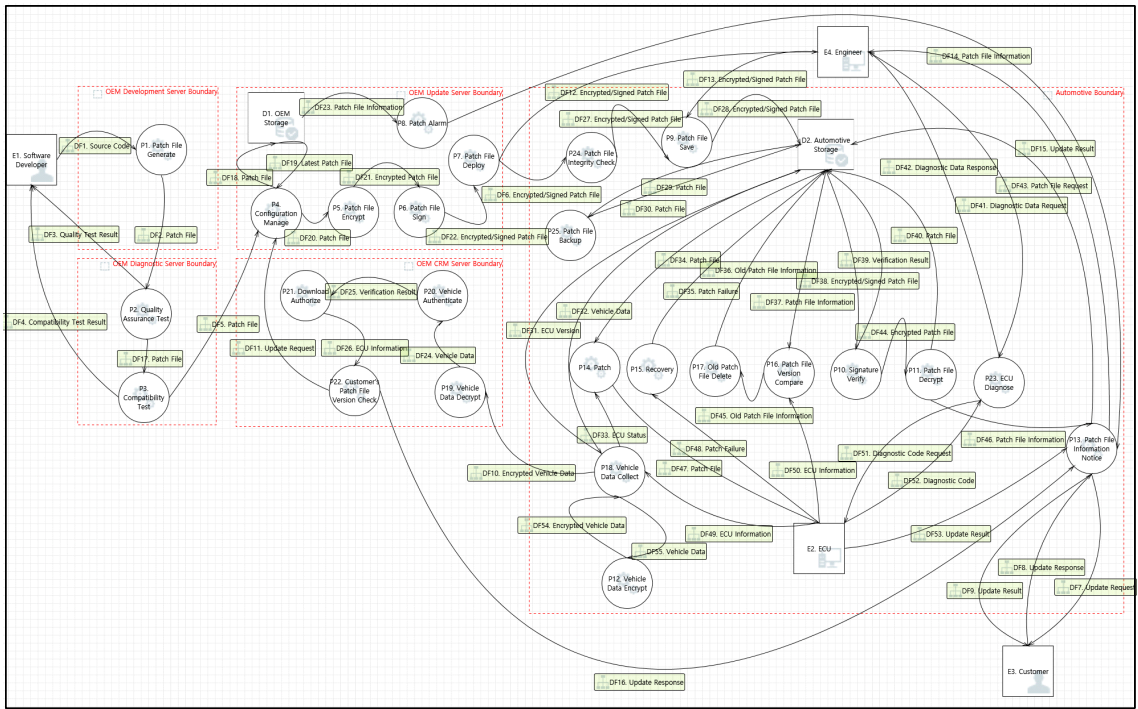 E4. Engineer
DF14. Patch File Information
DF13. Encrypted/Signed Patch File
OEM Development Server Boundary
OEM Update Server Boundary
DF12. Encrypted/Signed Patch File
Automotive Boundary
DF23. Patch File Information
DF28. Encrypted/Signed Patch File
D1. OEM
Storage
P8. Patch Alarm
DF27. Encrypted/Signed Patch File
E1. Software
Developer
DF1. Source Code
P1. Patch File
Generate
P9. Patch File
Save
D2. Automotive
Storage
DF15. Update Result
P7. Patch File
Deploy
P24. Patch File
Integrity Check
DF19. Latest Patch File
DF18. Patch File
DF21. Encrypted Patch File
DF42. Diagnostic Data Response
DF43. Patch File Request
DF29. Patch File
DF6. Encrypted/Signed Patch File
DF41. Diagnostic Data Request
DF30. Patch File
P4.
Configuration
Manage
P5. Patch File
Encrypt
P6. Patch File
Sign
DF3. Quality Test Result
DF2. Patch File
DF20. Patch File
DF22. Encrypted/Signed Patch File
P25. Patch File
Backup
DF40. Patch File
OEM Diagnostic Server Boundary
OEM CRM Server Boundary
DF34. Patch File
DF39. Verification Result
DF36. Old Patch File Information
DF38. Encrypted/Signed Patch File
DF35. Patch Failure
P21. Download
Authorize
DF25. Verification Result
P20. Vehicle
Authenticate
DF37. Patch File Information
DF32. Vehicle Data
P2. Quality
Assurance Test
DF4. Compatibility Test Result
DF5. Patch File
DF31. ECU Version
DF44. Encrypted Patch File
DF11. Update Request
DF26. ECU Information
DF24. Vehicle Data
DF17. Patch File
P14. Patch
P15. Recovery
P17. Old Patch
File Delete
P16. Patch File
Version
Compare
P10. Signature
Verify
P11. Patch File
Decrypt
P23. ECU
Diagnose
P3.
Compatibility
Test
P22. Customer's
Patch File
Version Check
P19. Vehicle
Data Decrypt
DF45. Old Patch File Information
DF33. ECU Status
DF46. Patch File Information
P13. Patch File
Information
Notice
DF48. Patch Failure
DF51. Diagnostic Code Request
DF47. Patch File
DF10. Encrypted Vehicle Data
P18. Vehicle
Data Collect
DF50. ECU Information
DF52. Diagnostic Code
DF54. Encrypted Vehicle Data
DF49. ECU Information
DF53. Update Result
DF55. Vehicle Data
E2. ECU
P12. Vehicle
Data Encrypt
DF8. Update Response
DF9. Update Result
DF7. Update Request
E3. Customer
DF16. Update Response